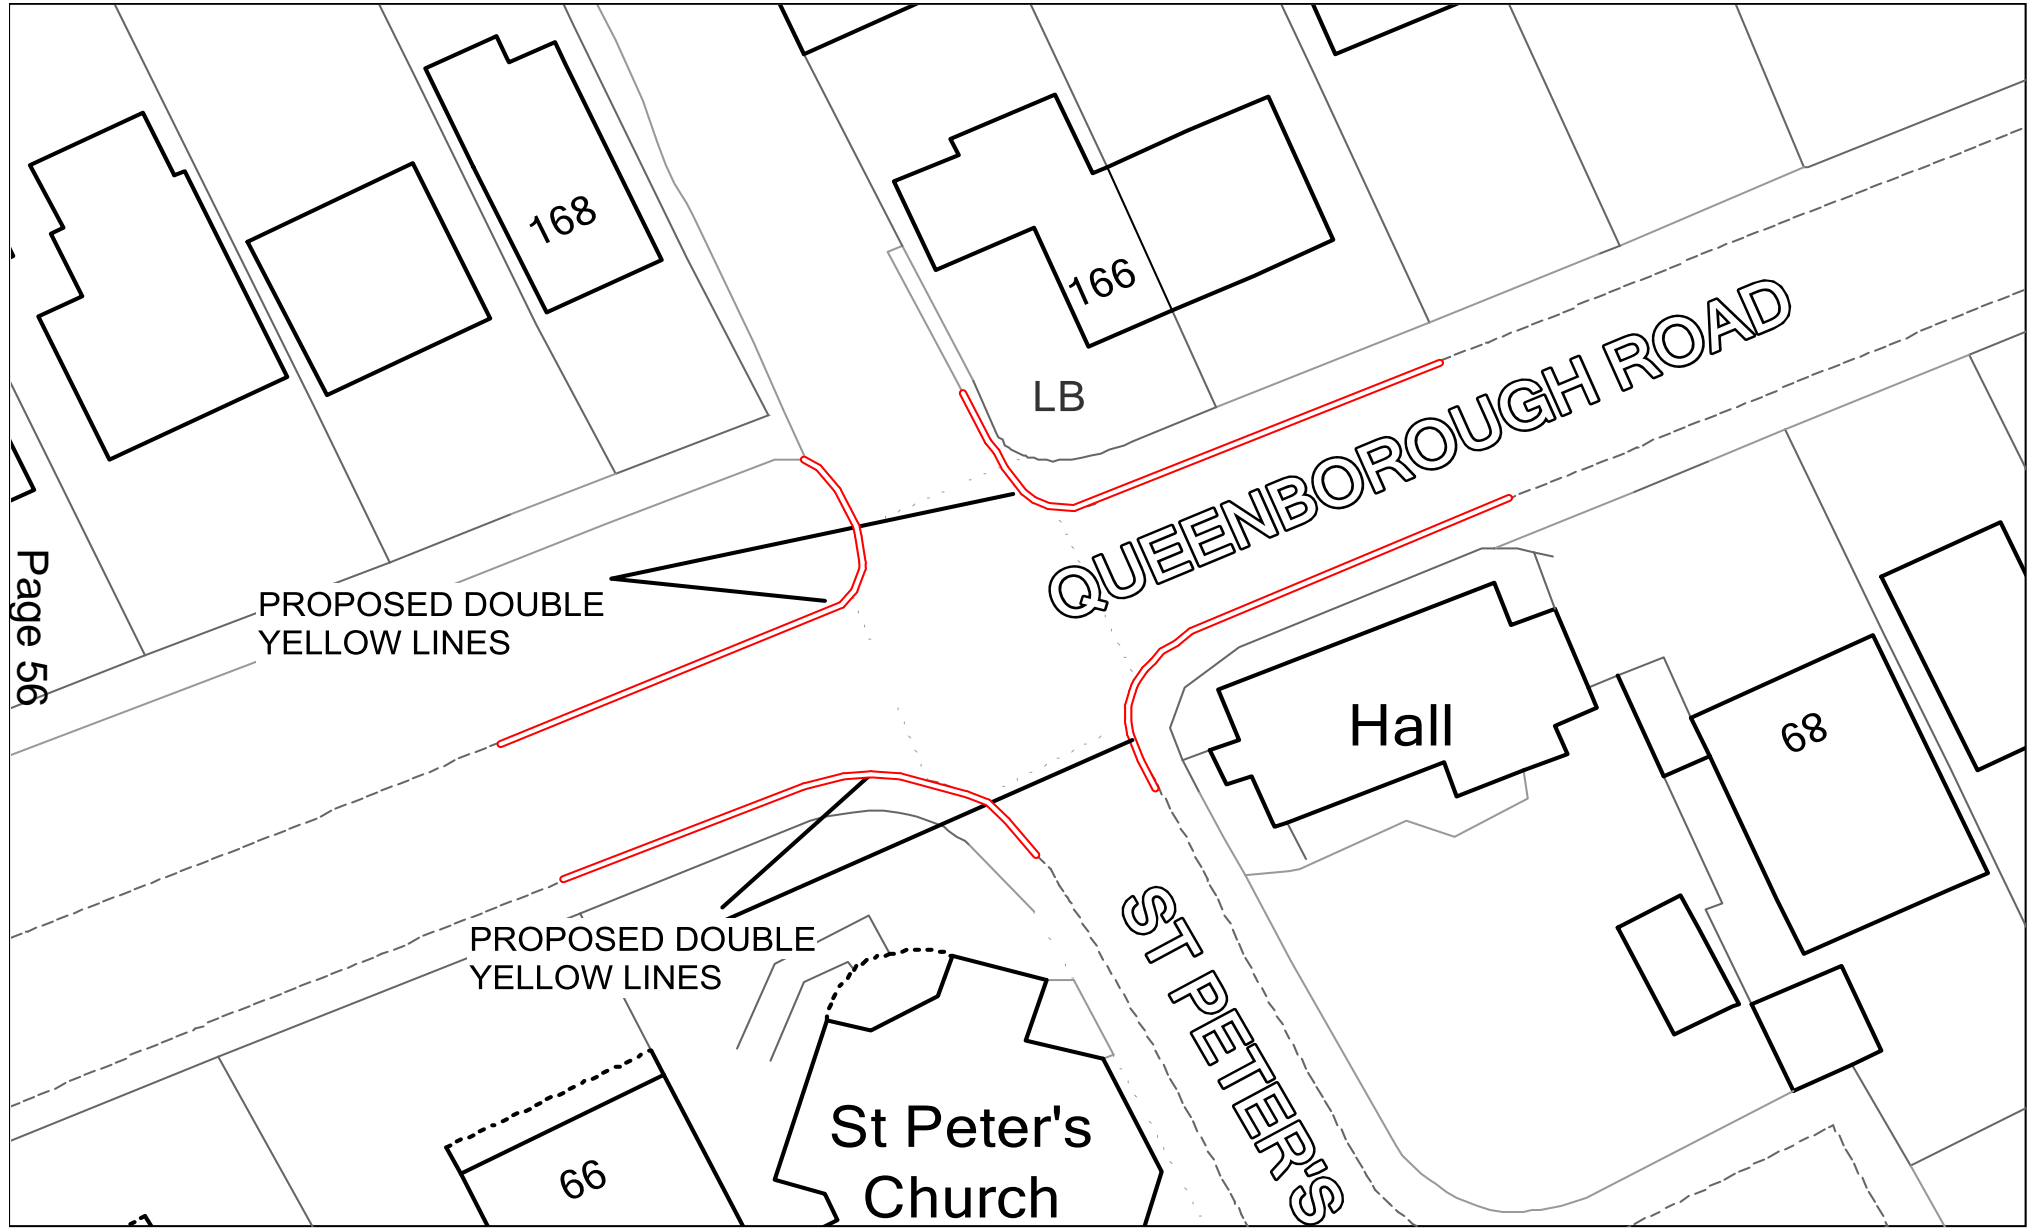 168
166
LB
QUEENBOROUGH ROAD
Page 56
PROPOSED DOUBLE
YELLOW LINES
Hall
68
PROPOSED DOUBLE
YELLOW LINES
ST PETER'S
St Peter's
Church
66